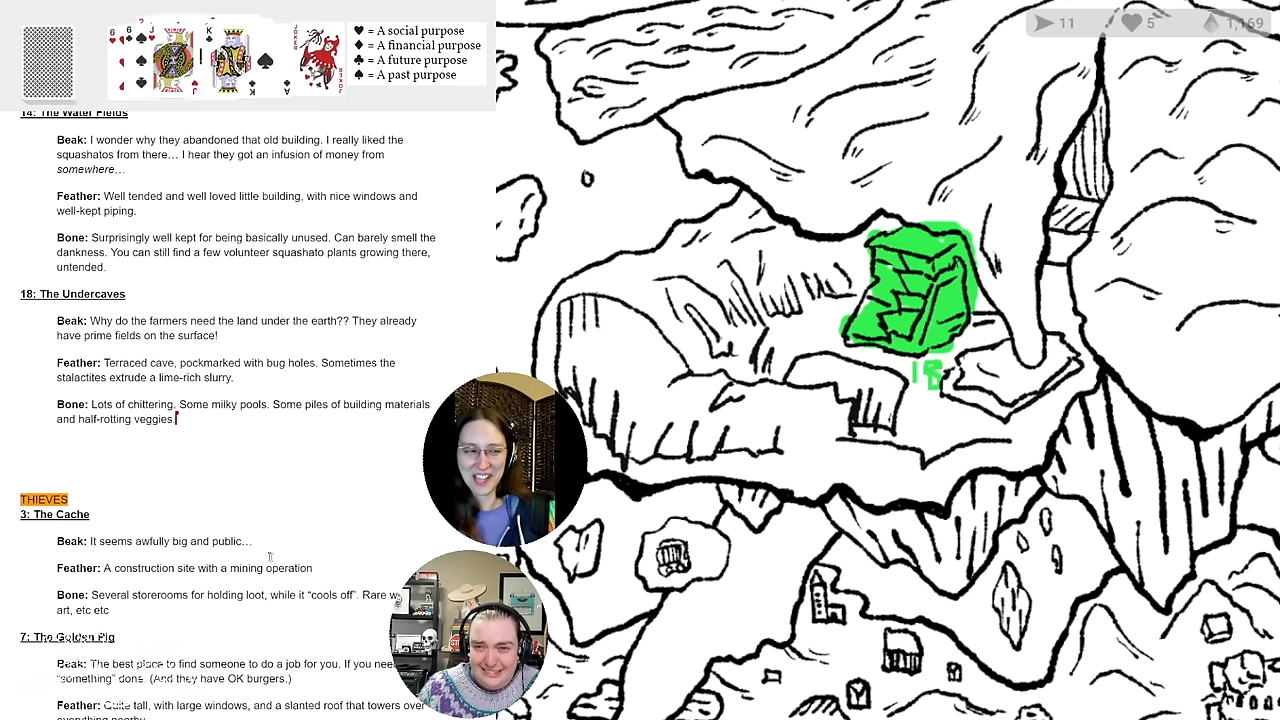 ♥ = A social purpose
♦ = A financial purpose
♣ = A future purpose
♠ = A past purpose
11 5 1,169
14: The Water Fields
Beak: I wonder why they abandoned that old building. I really liked the
squashatos from there… I hear they got an infusion of money from
somewhere…
Feather: Well tended and well loved little building, with nice windows and
well-kept piping.
Bone: Surprisingly well kept for being basically unused. Can barely smell the
dankness. You can still find a few volunteer squashato plants growing there,
untended.
18: The Undercaves
Beak: Why do the farmers need the land under the earth?? They already
have prime fields on the surface!
Feather: Terraced cave, pockmarked with bug holes. Sometimes the
stalactites extrude a lime-rich slurry.
Bone: Lots of chittering. Some milky pools. Some piles of building materials
and half-rotting veggies.
18
THIEVES
3: The Cache
Beak: It seems awfully big and public…
Feather: A construction site with a mining operation
Bone: Several storerooms for holding loot, while it “cools off”. Rare
art, etc etc
7: The Golden Pig
Beak: The best place to find someone to do a job for you. If you
“something” done. (And they have OK burgers.)
Feather: Quite tall, with large windows, and a slanted roof that towers over
everything nearby